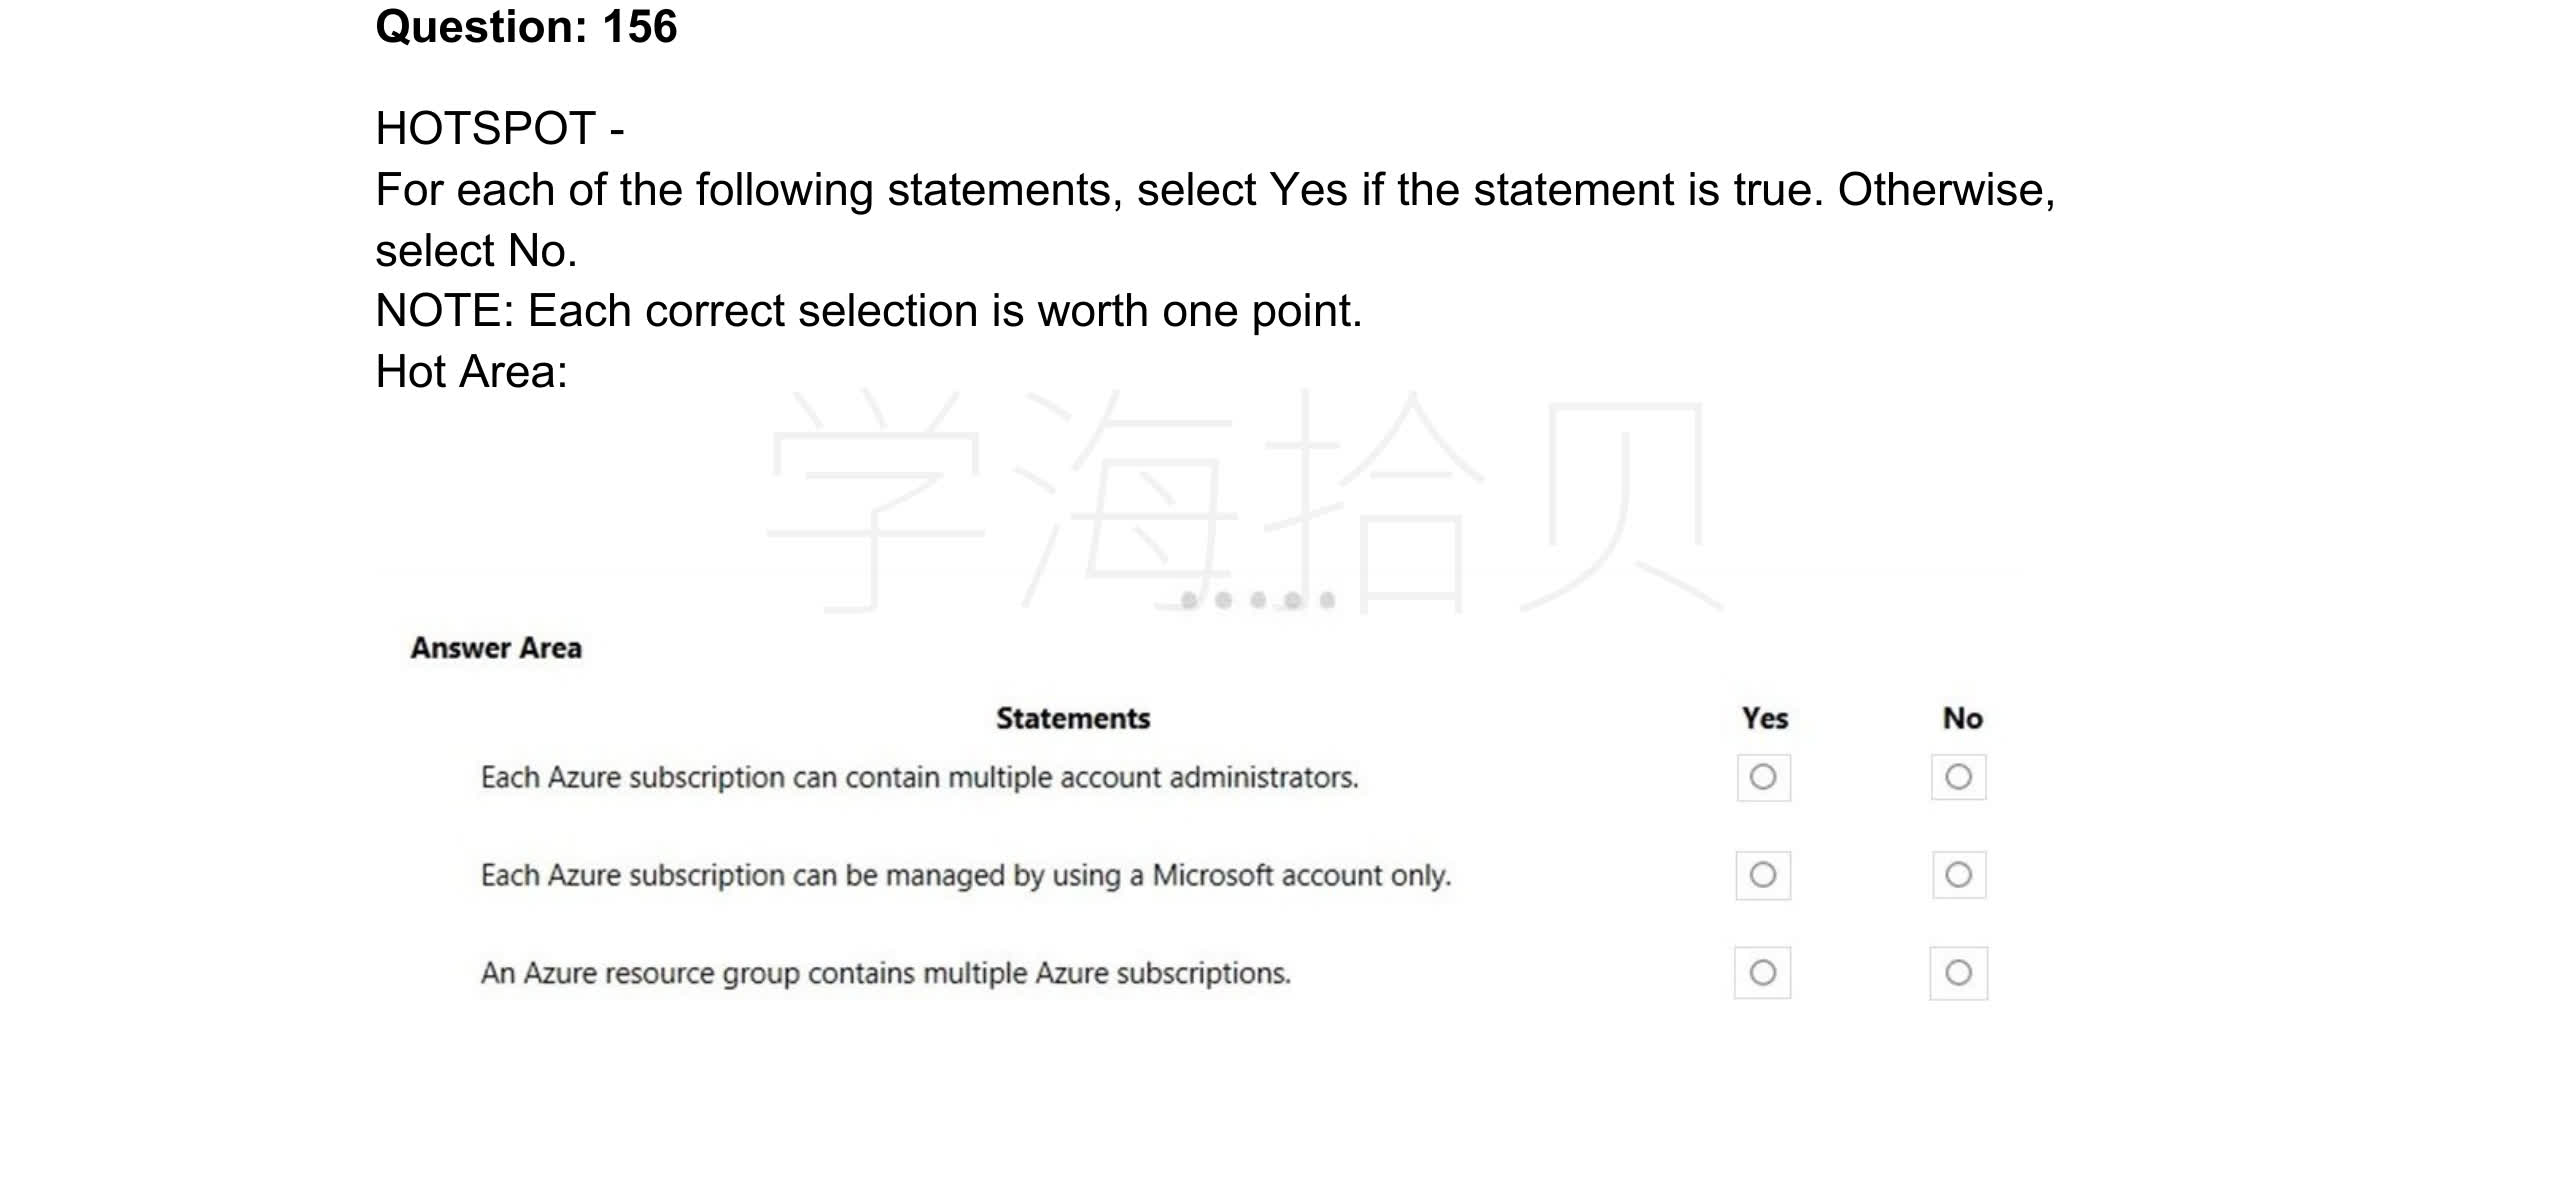 Question: 156
HOTSPOT -
For each of the following statements, select Yes if the statement is true. Otherwise,
select No.
NOTE: Each correct selection is worth one point.
Hot Area:
学海拾贝
Answer Area
Statements Yes No
Each Azure subscription can contain multiple account administrators.
Each Azure subscription can be managed by using a Microsoft account only.
An Azure resource group contains multiple Azure subscriptions.